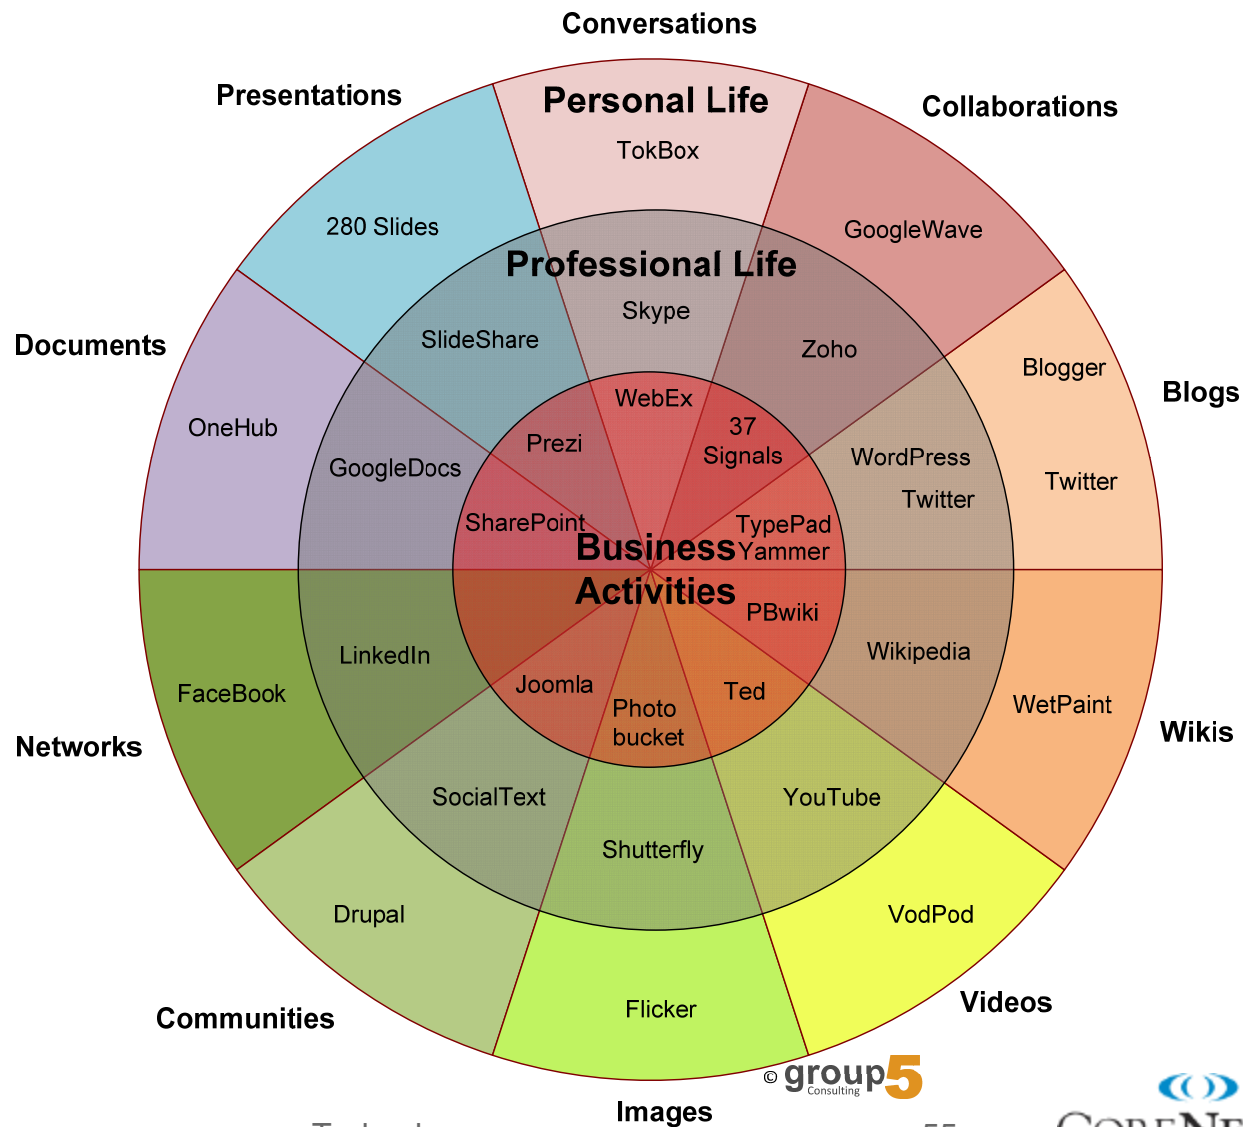 Conversations
Presentations
Personal Life
Collaborations
TokBox
280 Slides
GoogleWave
Professional Life
Skype
SlideShare
Zoho
Documents
Blogger
Blogs
WebEx
OneHub
37
Signals
Prezi
GoogleDocs
WordPress
Twitter
Twitter
SharePoint
TypePad
Yammer
Business
Activities
PBwiki
LinkedIn
Wikipedia
FaceBook
Joomla
Ted
Photo
bucket
WetPaint
Networks
Wikis
SocialText
YouTube
Shutterfly
Drupal
VodPod
Communities
Flicker
Videos
© group5
Consulting
Images